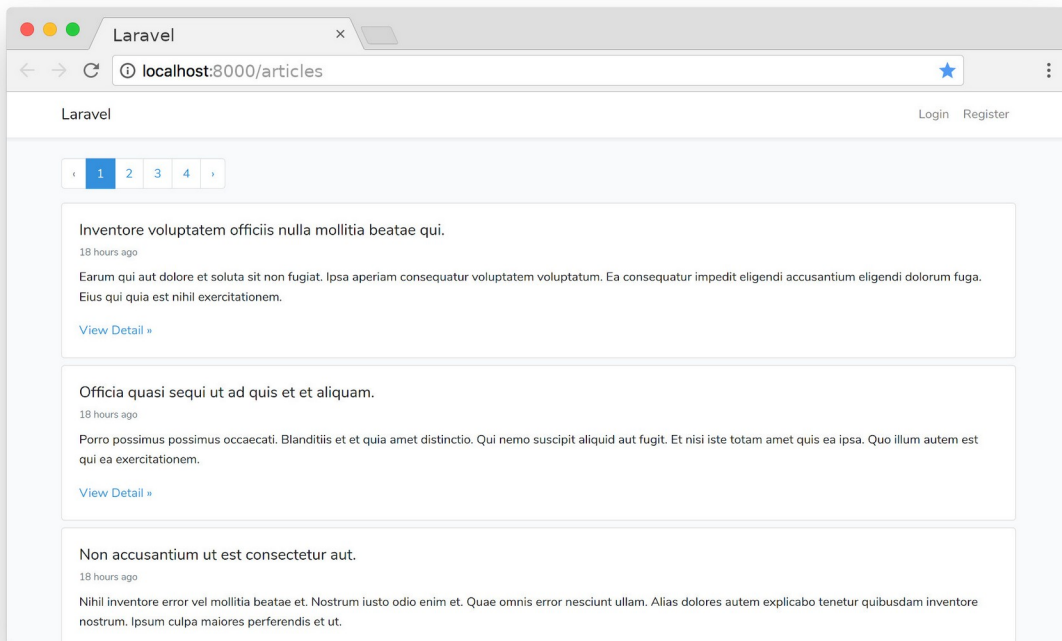 Laravel
localhost:8000/articles
Laravel Login Register
‹ 1 2 3 4 ›
Inventore voluptatem officiis nulla mollitia beatae qui.
18 hours ago
Earum qui aut dolore et soluta sit non fugiat. Ipsa aperiam consequatur voluptatem voluptatum. Ea consequatur impedit eligendi accusantium eligendi dolorum fuga.
Eius qui quia est nihil exercitationem.
View Detail »
Officia quasi sequi ut ad quis et et aliquam.
18 hours ago
Porro possimus possimus occaecati. Blanditiis et et quia amet distinctio. Qui nemo suscipit aliquid aut fugit. Et nisi iste totam amet quis ea ipsa. Quo illum autem est
qui ea exercitationem.
View Detail »
Non accusantium ut est consectetur aut.
18 hours ago
Nihil inventore error vel mollitia beatae et. Nostrum iusto odio enim et. Quae omnis error nesciunt ullam. Alias dolores autem explicabo tenetur quibusdam inventore
nostrum. Ipsum culpa maiores perferendis et ut.